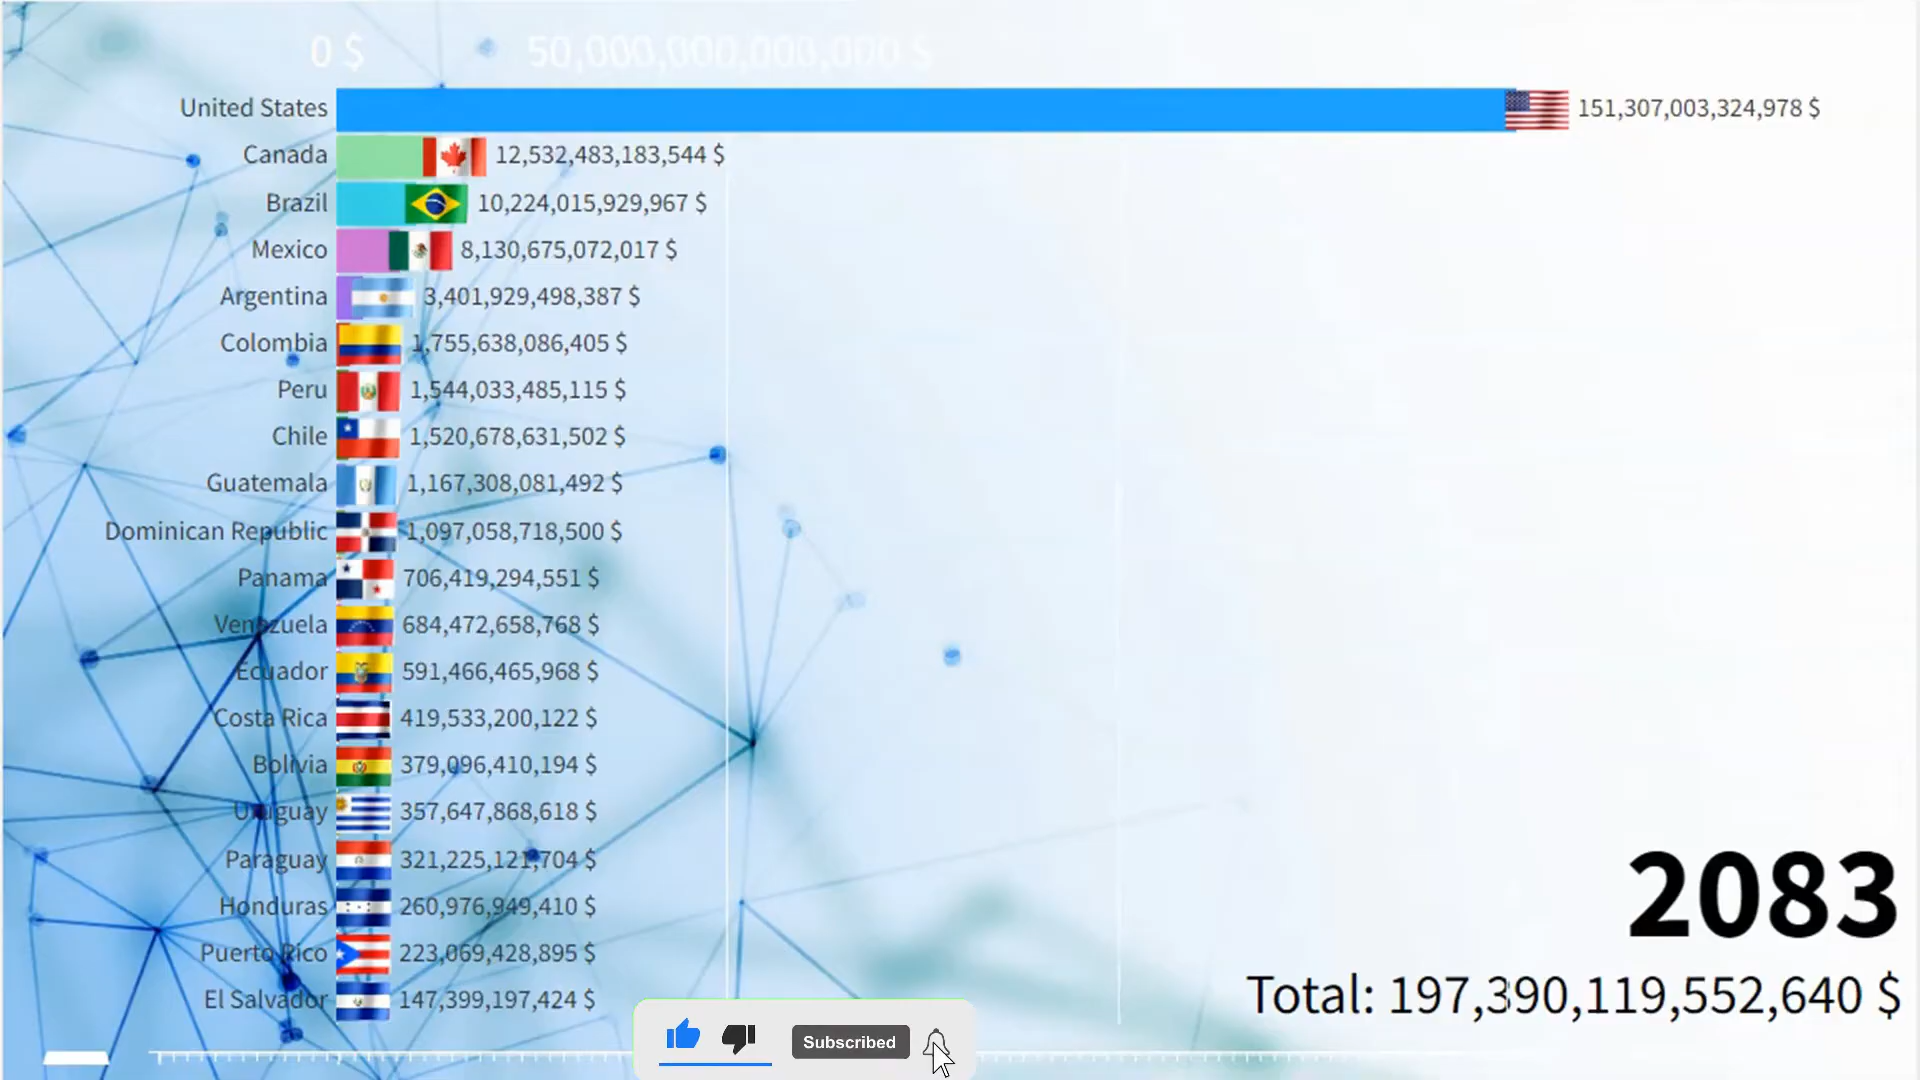 0 $ 50,000,000,000,000 $
United States 151,307,003,324,978 $
Canada 12,532,483,183,544 $
Brazil 10,224,015,929,967 $
Mexico 8,130,675,072,017 $
Argentina 3,401,929,498,387 $
Colombia 1,755,638,086,405 $
Peru 1,544,033,485,115 $
Chile 1,520,678,631,502 $
Guatemala 1,167,308,081,492 $
Dominican Republic 1,097,058,718,500 $
Panama 706,419,294,551 $
Venezuela 684,472,658,768 $
Ecuador 591,466,465,968 $
Costa Rica 419,533,200,122 $
Bolivia 379,096,410,194 $
Uruguay 357,647,868,618 $
Paraguay 321,225,121,704 $
Honduras 260,976,949,410 $
Puerto Rico 223,069,428,895 $
El Salvador 147,399,197,424 $
2083
Total: 197,390,119,552,640 $
Subscribed